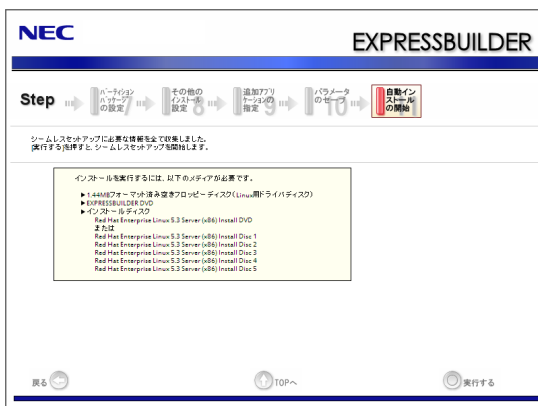 NEC
EXPRESSBUILDER
Step
パーティション
パッケージ
の設定
7
その他の
インストール
設定
8
追加アプリ
ケーションの
指定
9
パラメータ
のセーブ
10
自動イン
ストール
の開始
11
シームレスセットアップに必要な情報を全て収集しました。
[実行する]を押すと、シームレスセットアップを開始します。
インストールを実行するには、以下のメディアが必要です。
▶1.44MBフォーマット済み空きフロッピーディスク(Linux用ドライバディスク)
▶EXPRESSBUILDER DVD
▶インストールディスク
Red Hat Enterprise Linux 5.3 Server (x86) Install DVD
または
Red Hat Enterprise Linux 5.3 Server (x86) Install Disc 1
Red Hat Enterprise Linux 5.3 Server (x86) Install Disc 2
Red Hat Enterprise Linux 5.3 Server (x86) Install Disc 3
Red Hat Enterprise Linux 5.3 Server (x86) Install Disc 4
Red Hat Enterprise Linux 5.3 Server (x86) Install Disc 5
戻る
TOPへ
実行する